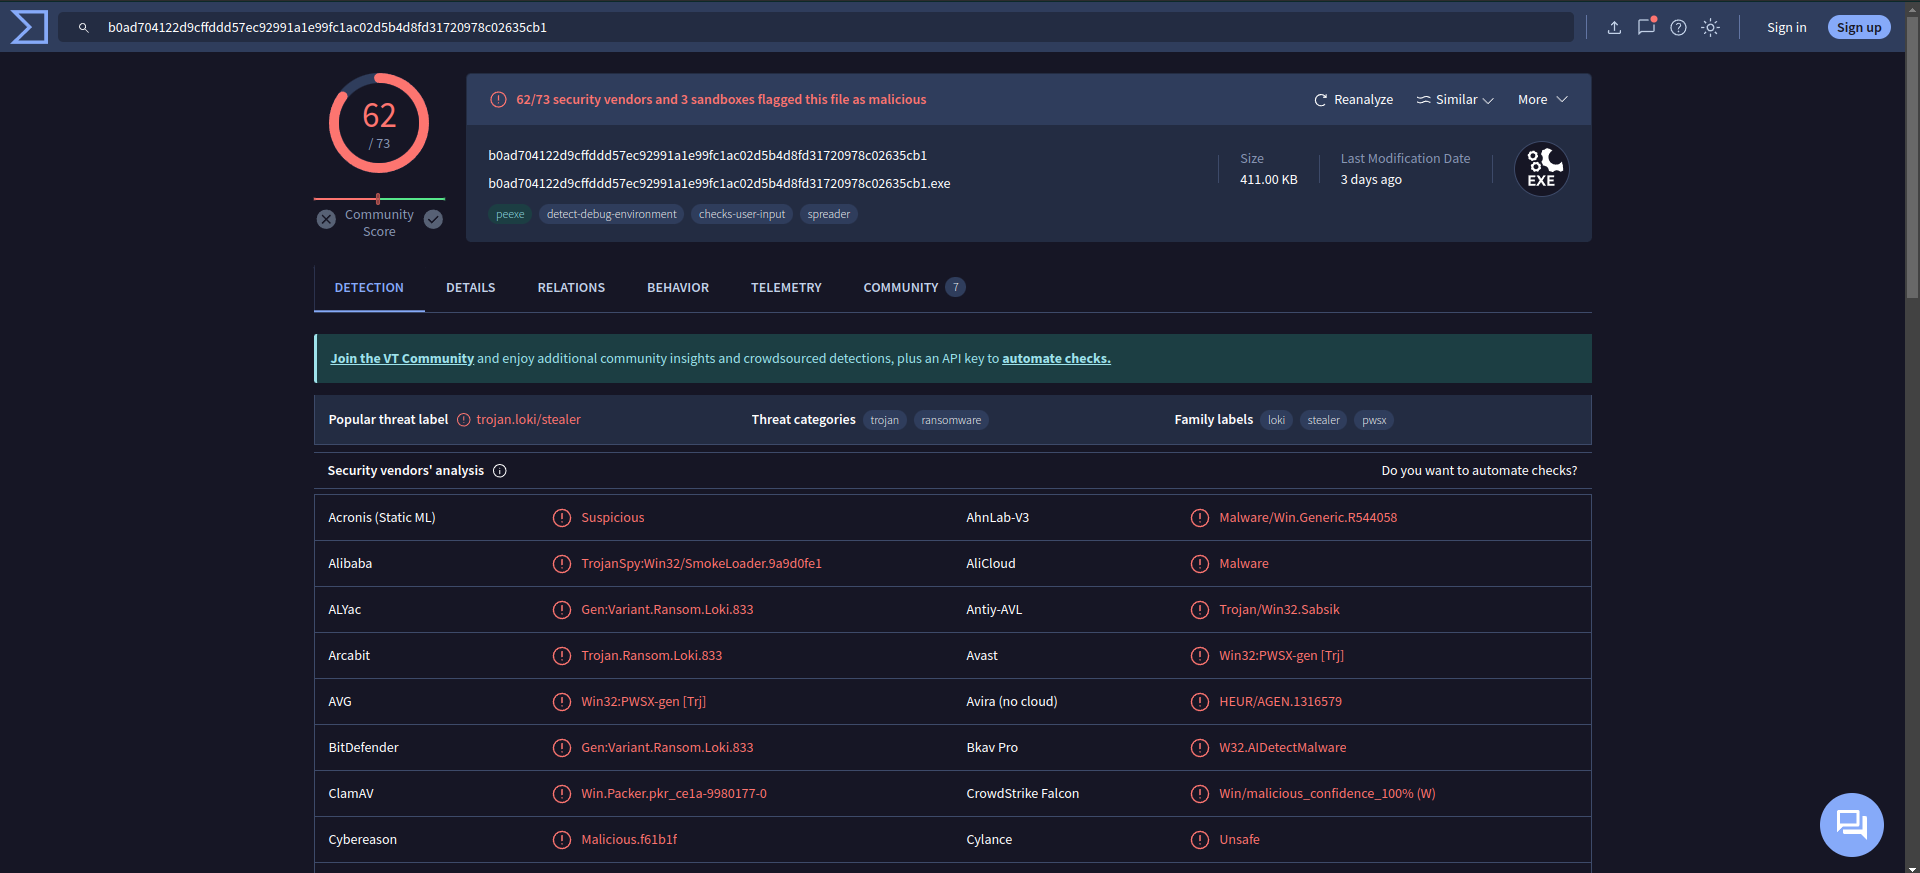 b0ad704122d9cffddd57ec92991a1e99fc1ac02d5b4d8fd31720978c02635cb1
Sign in
Sign up
62
/ 73
Community
Score
62/73 security vendors and 3 sandboxes flagged this file as malicious
Reanalyze
Similar
More
b0ad704122d9cffddd57ec92991a1e99fc1ac02d5b4d8fd31720978c02635cb1
b0ad704122d9cffddd57ec92991a1e99fc1ac02d5b4d8fd31720978c02635cb1.exe
peexe
detect-debug-environment
checks-user-input
spreader
Size
411.00 KB
Last Modification Date
3 days ago
EXE
DETECTION
DETAILS
RELATIONS
BEHAVIOR
TELEMETRY
COMMUNITY 7
Join the VT Community and enjoy additional community insights and crowdsourced detections, plus an API key to automate checks.
Popular threat label trojan.loki/stealer
Threat categories trojan ransomware
Family labels loki stealer pwsx
Security vendors' analysis
Do you want to automate checks?
Acronis (Static ML) Suspicious
AhnLab-V3 Malware/Win.Generic.R544058
Alibaba TrojanSpy:Win32/SmokeLoader.9a9d0fe1
AliCloud Malware
ALYac Gen:Variant.Ransom.Loki.833
Antiy-AVL Trojan/Win32.Sabsik
Arcabit Trojan.Ransom.Loki.833
Avast Win32:PWSX-gen [Trj]
AVG Win32:PWSX-gen [Trj]
Avira (no cloud) HEUR/AGEN.1316579
BitDefender Gen:Variant.Ransom.Loki.833
Bkav Pro W32.AIDetectMalware
ClamAV Win.Packer.pkr_ce1a-9980177-0
CrowdStrike Falcon Win/malicious_confidence_100% (W)
Cybereason Malicious.f61b1f
Cylance Unsafe